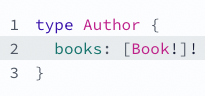 1 type Author {
2   books: [Book!]!
3 }